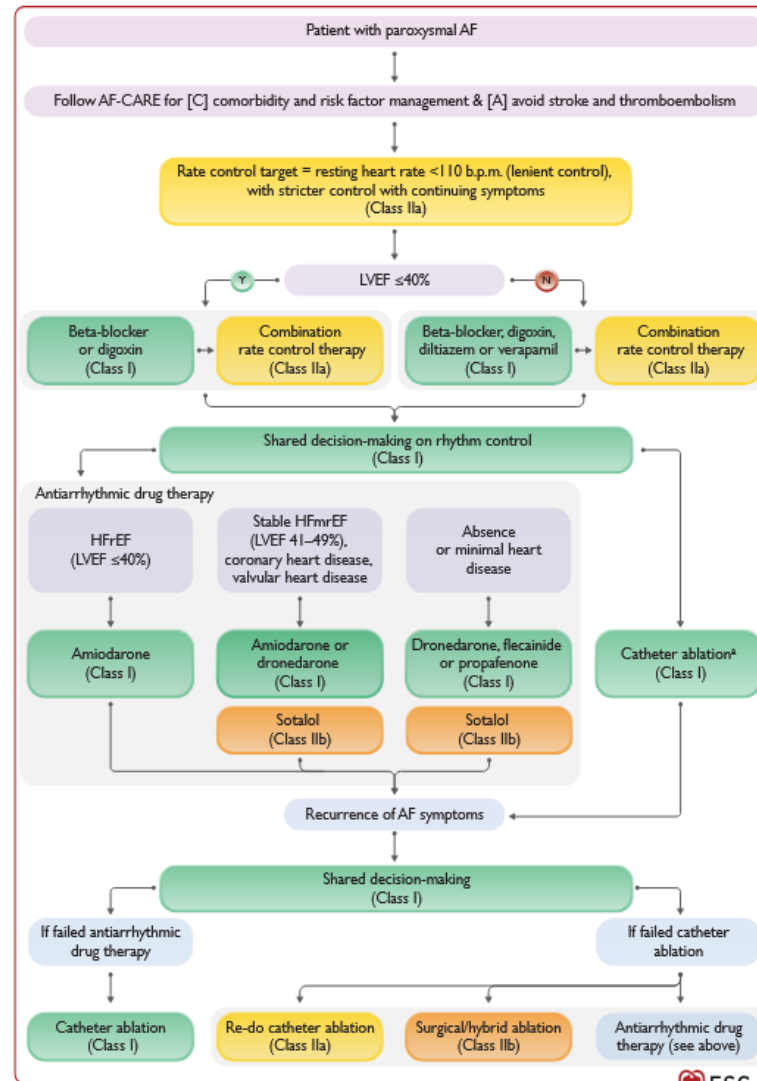 Patient with paroxysmal AF
Follow AF-CARE for [C] comorbidity and risk factor management & [A] avoid stroke and thromboembolism
Rate control target = resting heart rate <110 b.p.m. (lenient control),
with stricter control with continuing symptoms
(Class IIa)
Y
LVEF ≤40%
N
Beta-blocker
or digoxin
(Class I)
Combination
rate control therapy
(Class IIa)
Beta-blocker, digoxin,
diltiazem or verapamil
(Class I)
Combination
rate control therapy
(Class IIa)
Shared decision-making on rhythm control
(Class I)
Antiarrhythmic drug therapy
HFrEF
(LVEF ≤40%)
Stable HFmrEF
(LVEF 41–49%),
coronary heart disease,
valvular heart disease
Absence
or minimal heart
disease
Amiodarone
(Class I)
Amiodarone or
dronedarone
(Class I)
Dronedarone, flecainide
or propafenone
(Class I)
Catheter ablationᵃ
(Class I)
Sotalol
(Class IIb)
Sotalol
(Class IIb)
Recurrence of AF symptoms
Shared decision-making
(Class I)
If failed antiarrhythmic
drug therapy
If failed catheter
ablation
Catheter ablation
(Class I)
Re-do catheter ablation
(Class IIa)
Surgical/hybrid ablation
(Class IIb)
Antiarrhythmic drug
therapy (see above)
ESC